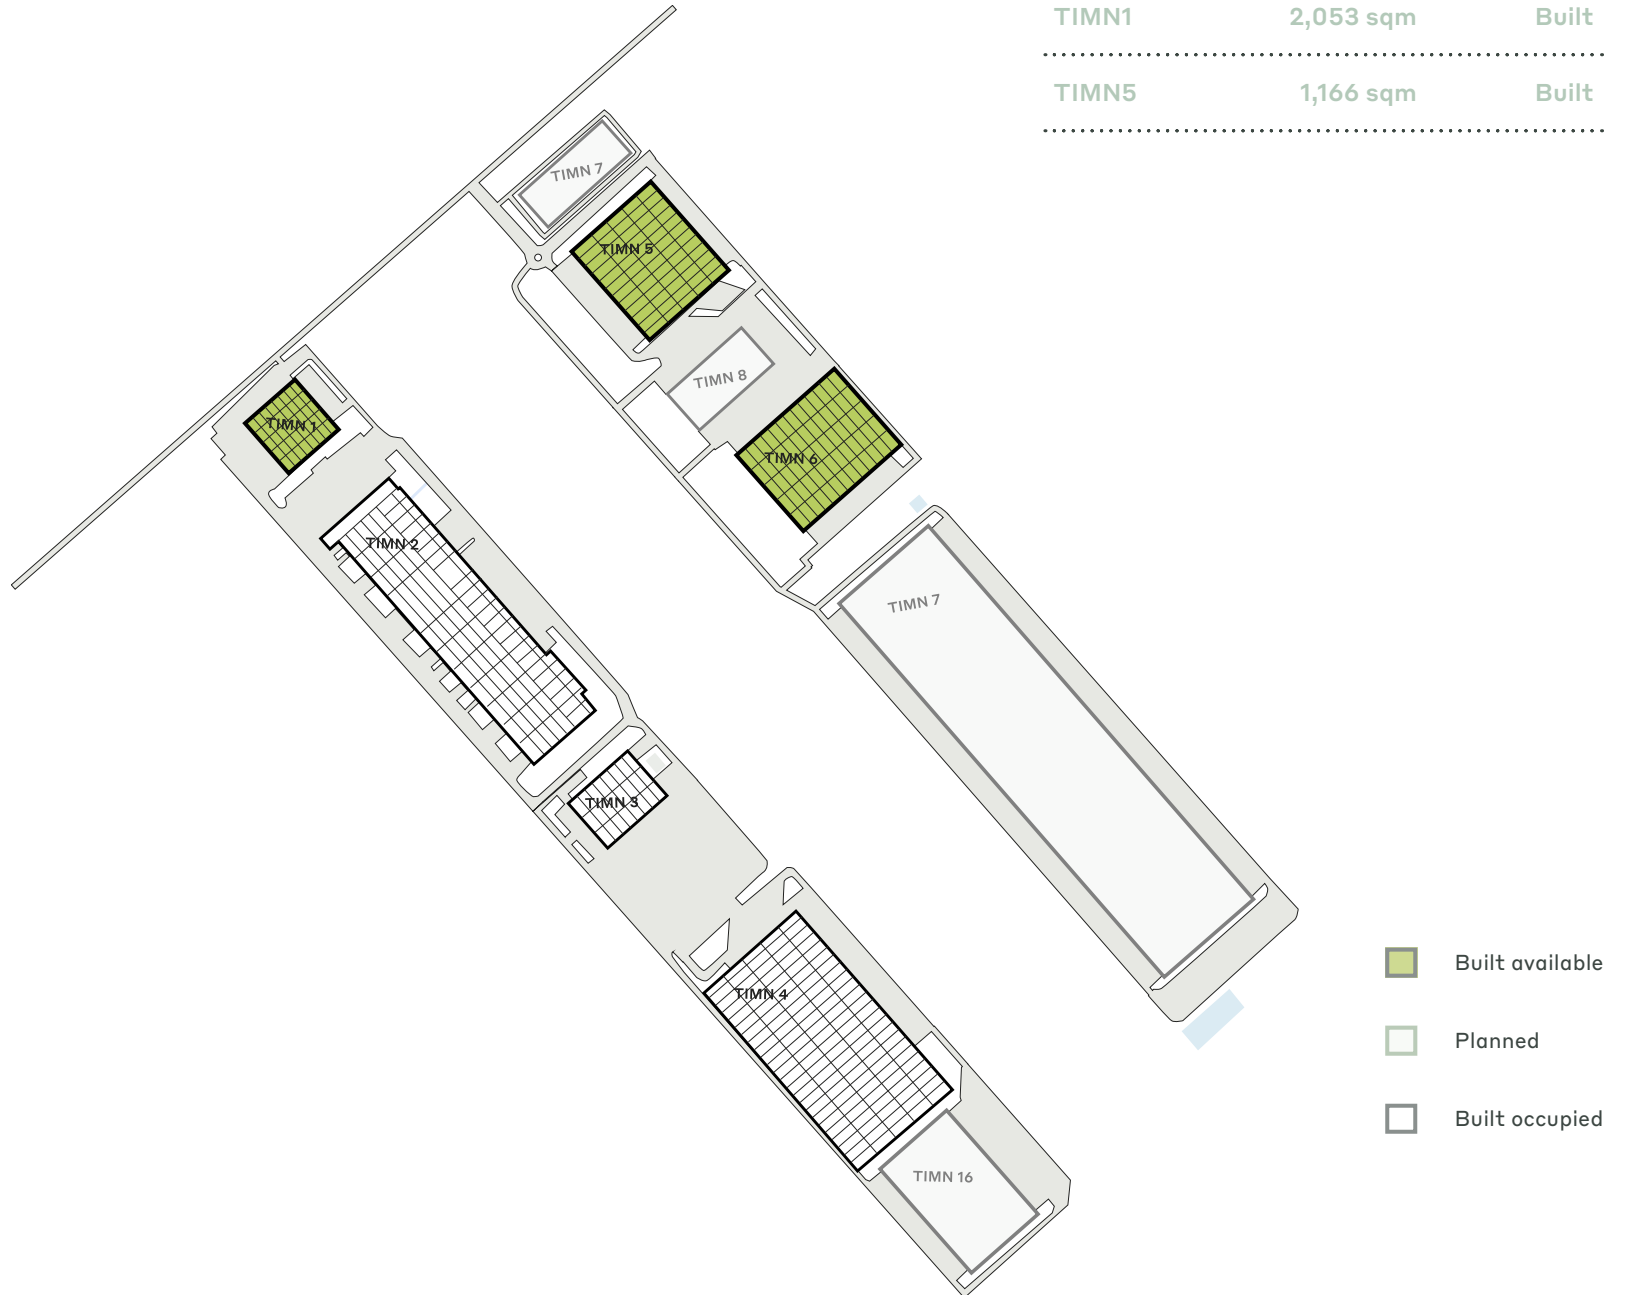 TIMN1 2,053 sqm Built
TIMN5 1,166 sqm Built
TIMN 7
TIMN 5
TIMN 8
TIMN 1
TIMN 6
TIMN 2
TIMN 7
TIMN 3
TIMN 4
TIMN 16
Built available
Planned
Built occupied